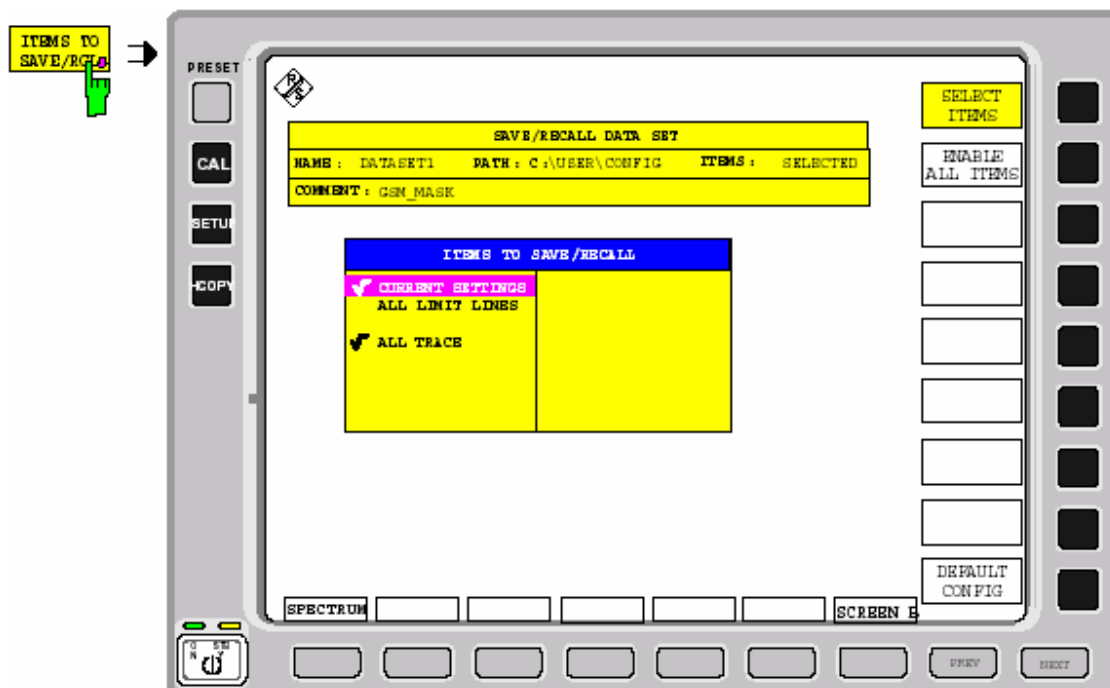 ITEMS TO
SAVE/RCL
PRESET
CAL
SETUP
HCOPY
R
&
S
SAVE/RECALL DATA SET
NAME : DATASET1 PATH : C:\USER\CONFIG ITEMS : SELECTED
COMMENT : GSM_MASK
ITEMS TO SAVE/RECALL
CURRENT SETTINGS
ALL LIMIT LINES
ALL TRACE
SELECT
ITEMS
ENABLE
ALL ITEMS
DEFAULT
CONFIG
SPECTRUM
SCREEN B
PREV
NEXT